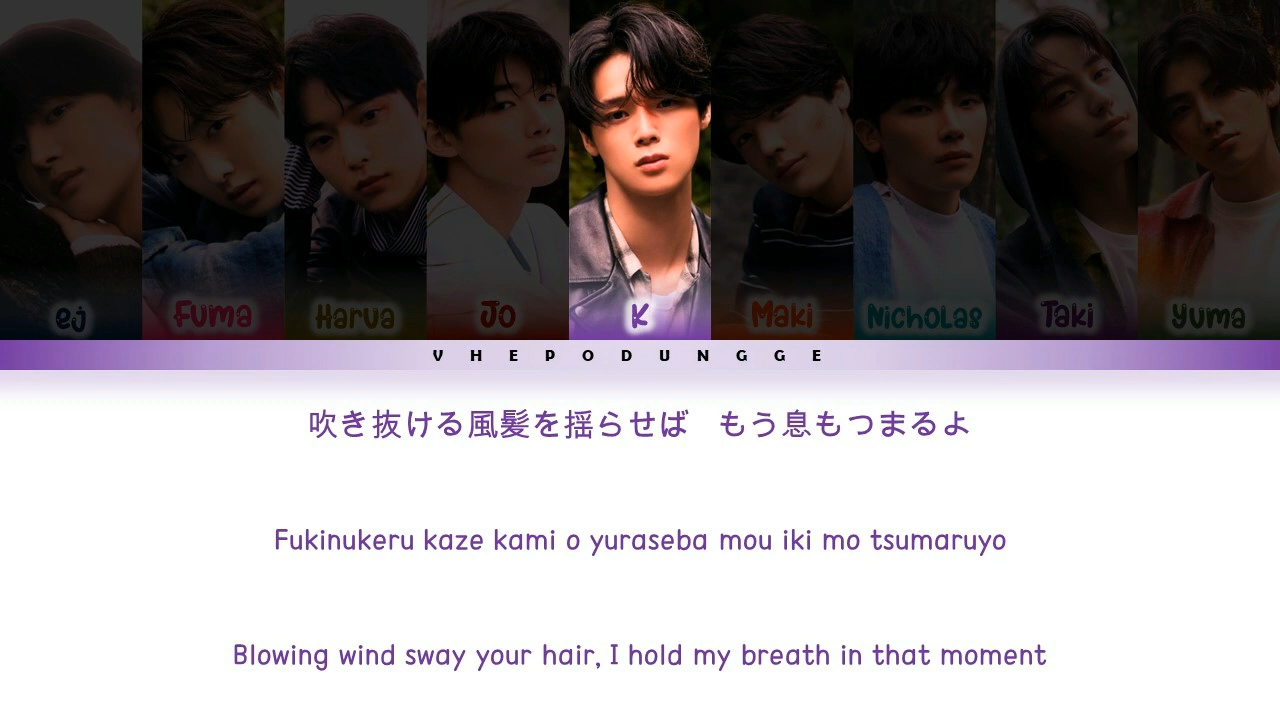 ej
Fuma
Harua
Jo
K
Maki
Nicholas
Taki
Yuma
VHEPODUNGGE
吹き抜ける風髪を揺らせば もう息もつまるよ
Fukinukeru kaze kami o yuraseba mou iki mo tsumaruyo
Blowing wind sway your hair, I hold my breath in that moment